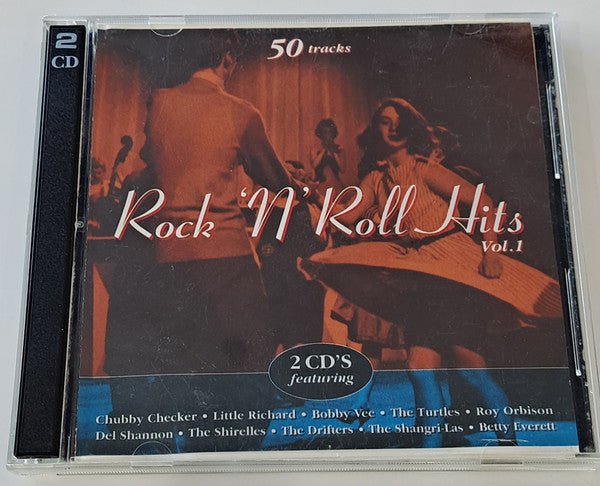 2
CD
50 tracks
Rock 'N' Roll Hits
Vol.1
2 CD'S
featuring
Chubby Checker • Little Richard • Bobby Vee • The Turtles • Roy Orbison
Del Shannon • The Shirelles • The Drifters • The Shangri-Las • Betty Everett